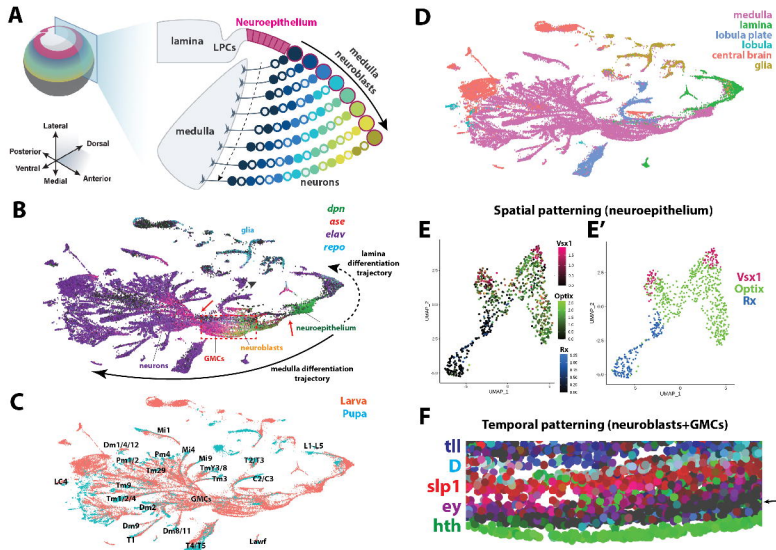 A
Neuroepithelium
lamina
LPCs
medulla neuroblasts
medulla
neurons
Lateral
Dorsal
Posterior
Ventral
Medial
Anterior
B
dpn
ase
elav
repo
glia
lamina
differentiation
trajectory
neuroepithelium
neurons
GMCs
neuroblasts
medulla differentiation
trajectory
C
Larva
Pupa
Mi1
Dm1/4/12
Pm1/2
Pm4
Mi4
Mi9
T2/T3
L1-L5
Tm29
TmY3/8
LC4
Tm9
Tm3
C2/C3
Tm1/2/4
GMCs
Dm2
Dm9
Dm8/11
T1
T4/T5
Lawf
D
medulla
lamina
lobula plate
lobula
central brain
glia
Spatial patterning (neuroepithelium)
E
Vsx1
Optix
Rx
UMAP_2
UMAP_1
E'
Vsx1
Optix
Rx
UMAP_1
F
Temporal patterning (neuroblasts+GMCs)
tll
D
slp1
ey
hth